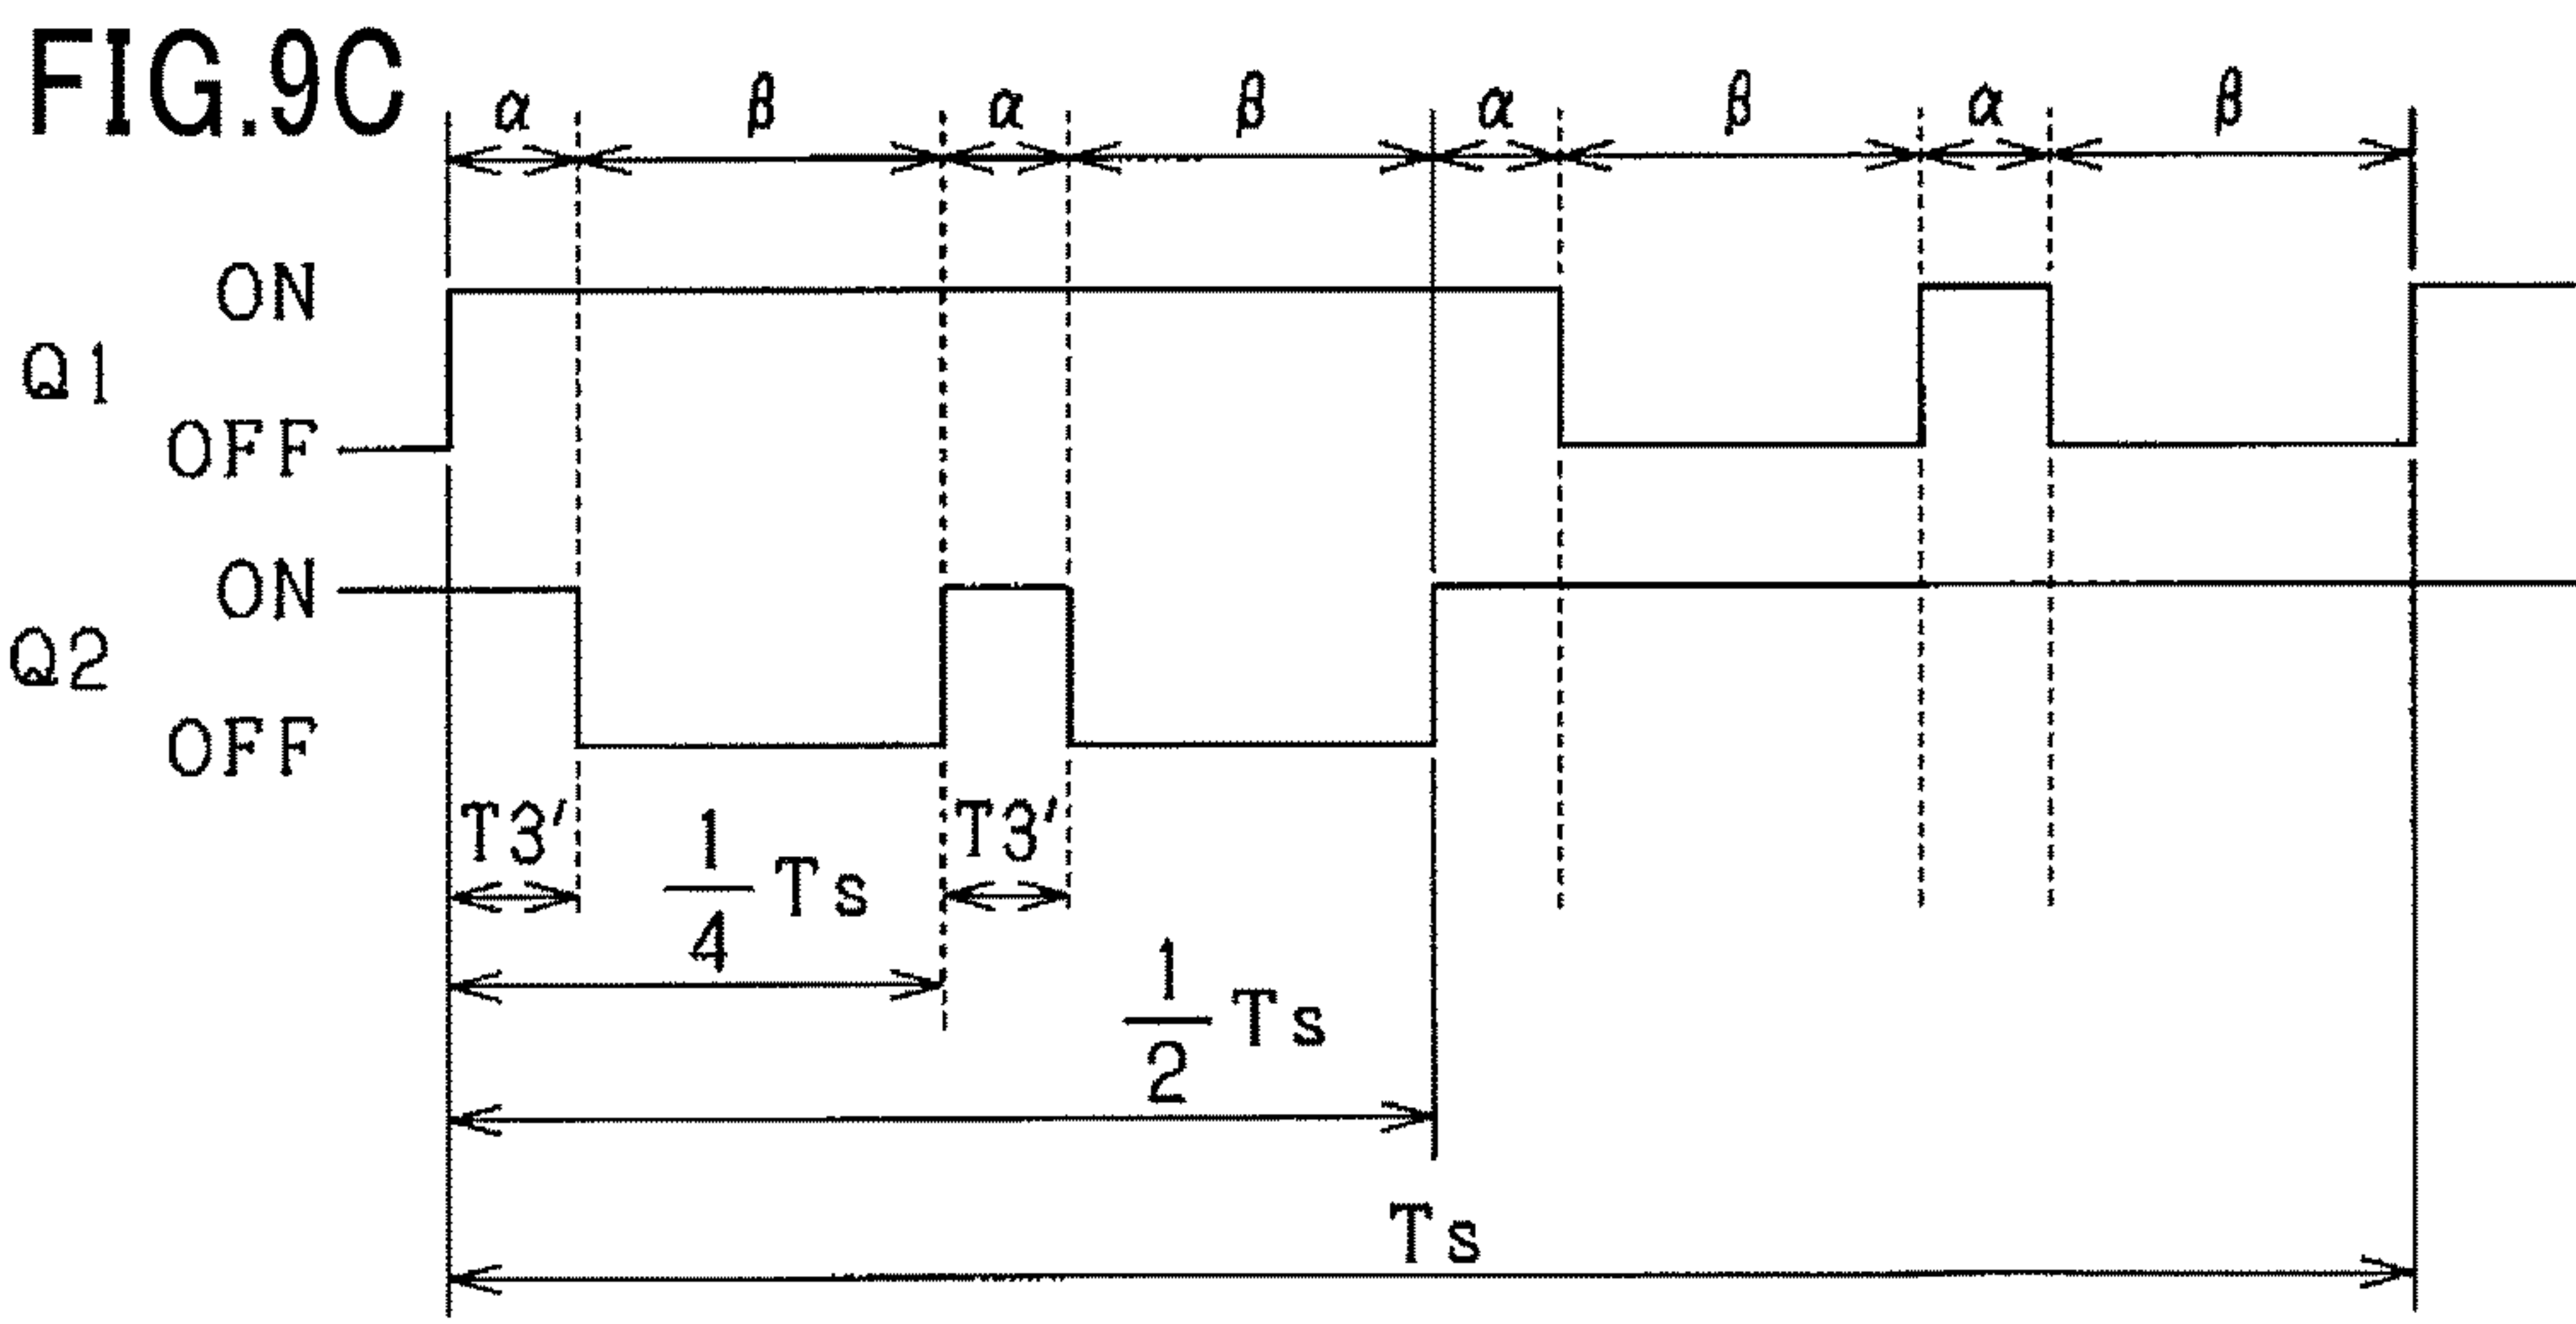 FIG.9C
α β α β α β α β
ON
Q1
OFF
ON
Q2
OFF
T3' T3'
1/4 Ts
1/2 Ts
Ts